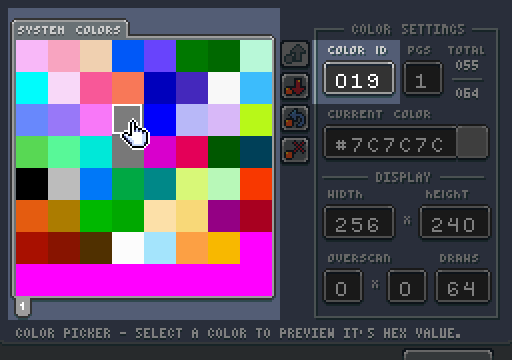 SYSTEM COLORS
COLOR SETTINGS
COLOR ID PGS TOTAL
019 1 055
064
CURRENT COLOR
#7C7C7C
DISPLAY
WIDTH HEIGHT
256 x 240
OVERSCAN DRAWS
0 x 0 64
1
COLOR PICKER - SELECT A COLOR TO PREVIEW IT'S HEX VALUE.